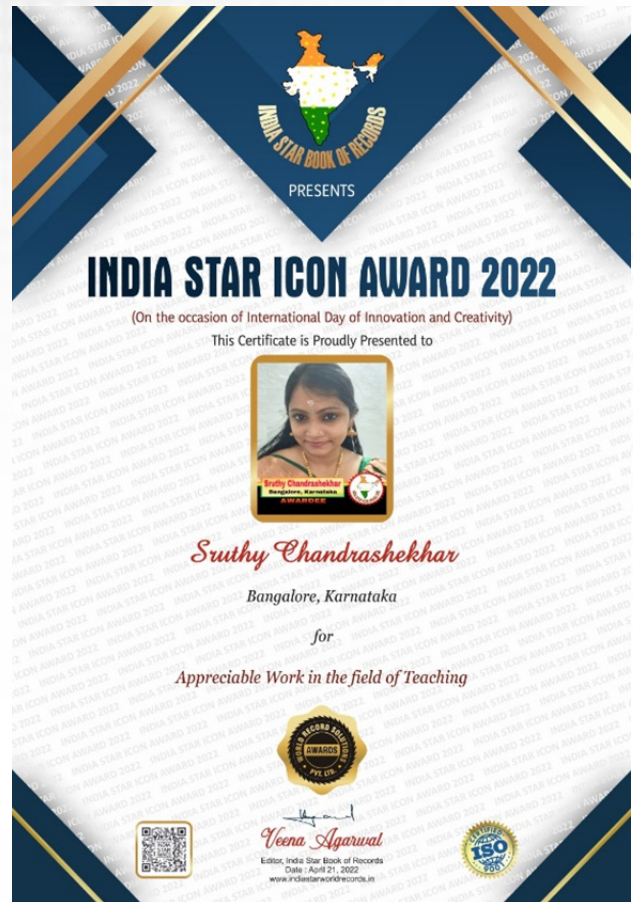 INDIA STAR BOOK OF RECORDS
PRESENTS
INDIA STAR ICON AWARD 2022
(On the occasion of International Day of Innovation and Creativity)
This Certificate is Proudly Presented to
Sruthy Chandrashekhar
Bangalore, Karnataka
AWARDEE
Sruthy Chandrashekhar
Bangalore, Karnataka
for
Appreciable Work in the field of Teaching
WORLD RECORD SOLUTIONS
AWARDS
PVT. LTD.
Veena Agarwal
Editor, India Star Book of Records
Date : April 21, 2022
www.indiastarworldrecords.in
CERTIFIED
ISO
9001